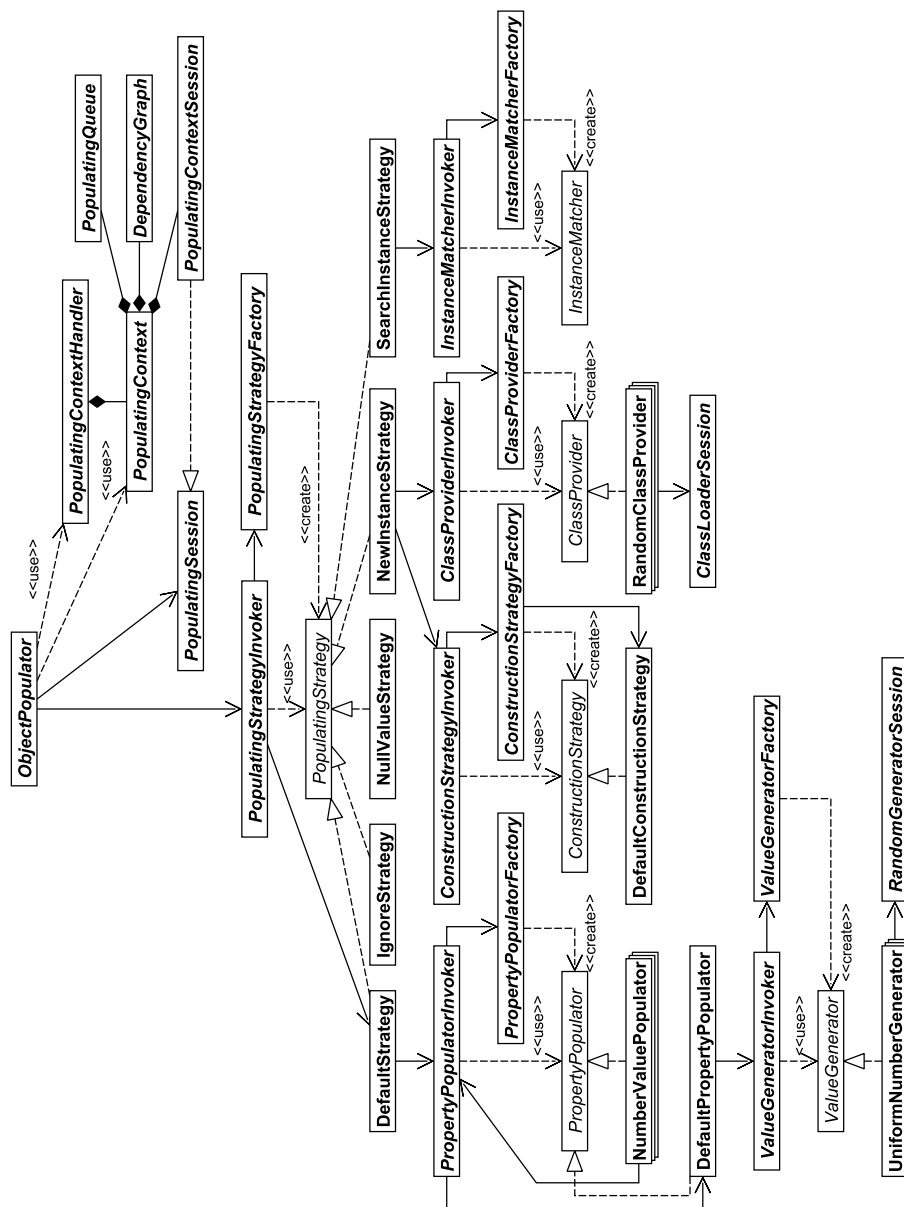 ObjectPopulator
<<use>>
PopulatingContextHandler
<<use>>
PopulatingContext
PopulatingQueue
DependencyGraph
PopulatingContextSession
PopulatingSession
PopulatingStrategyInvoker
PopulatingStrategyFactory
<<use>>
<<create>>
PopulatingStrategy
DefaultStrategy
IgnoreStrategy
NullValueStrategy
NewInstanceStrategy
SearchInstanceStrategy
PropertyPopulatorInvoker
ConstructionStrategyInvoker
ClassProviderInvoker
InstanceMatcherInvoker
PropertyPopulatorFactory
ConstructionStrategyFactory
ClassProviderFactory
InstanceMatcherFactory
<<use>>
<<use>>
<<use>>
<<use>>
PropertyPopulator
<<create>>
ConstructionStrategy
<<create>>
ClassProvider
<<create>>
InstanceMatcher
<<create>>
NumberValuePopulator
DefaultConstructionStrategy
RandomClassProvider
DefaultPropertyPopulator
ClassLoaderSession
ValueGeneratorInvoker
ValueGeneratorFactory
<<use>>
ValueGenerator
<<create>>
UniformNumberGenerator
RandomGeneratorSession